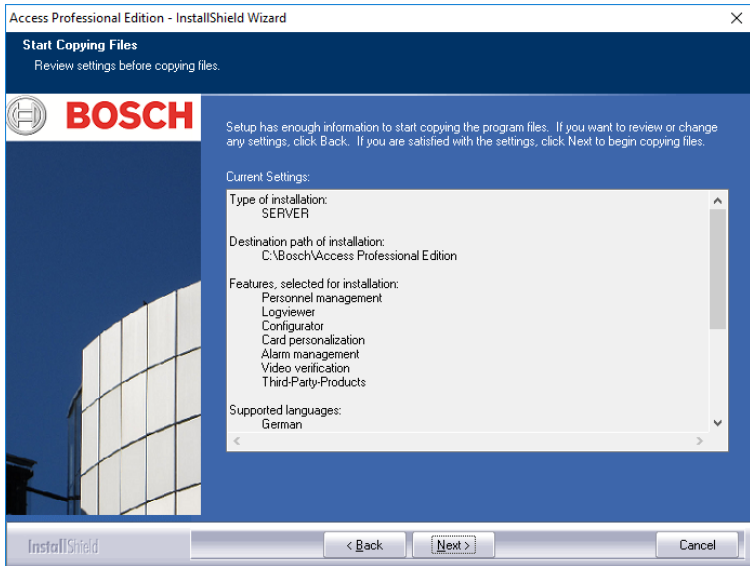 Access Professional Edition - InstallShield Wizard
Start Copying Files
Review settings before copying files.
BOSCH
Setup has enough information to start copying the program files. If you want to review or change
any settings, click Back. If you are satisfied with the settings, click Next to begin copying files.
Current Settings:
Type of installation:
SERVER
Destination path of installation:
C:\Bosch\Access Professional Edition
Features, selected for installation:
Personnel management
Logviewer
Configurator
Card personalization
Alarm management
Video verification
Third-Party-Products
Supported languages:
German
InstallShield
< Back
Next >
Cancel